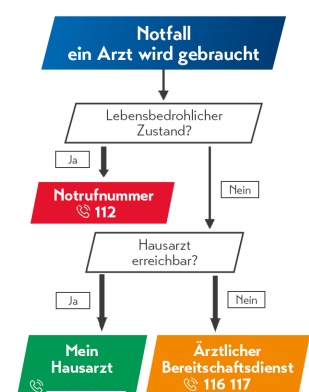 Notfall
ein Arzt wird gebraucht
Lebensbedrohlicher
Zustand?
Ja
Nein
Notrufnummer
112
Hausarzt
erreichbar?
Ja
Nein
Mein
Hausarzt
Ärztlicher
Bereitschaftsdienst
116 117